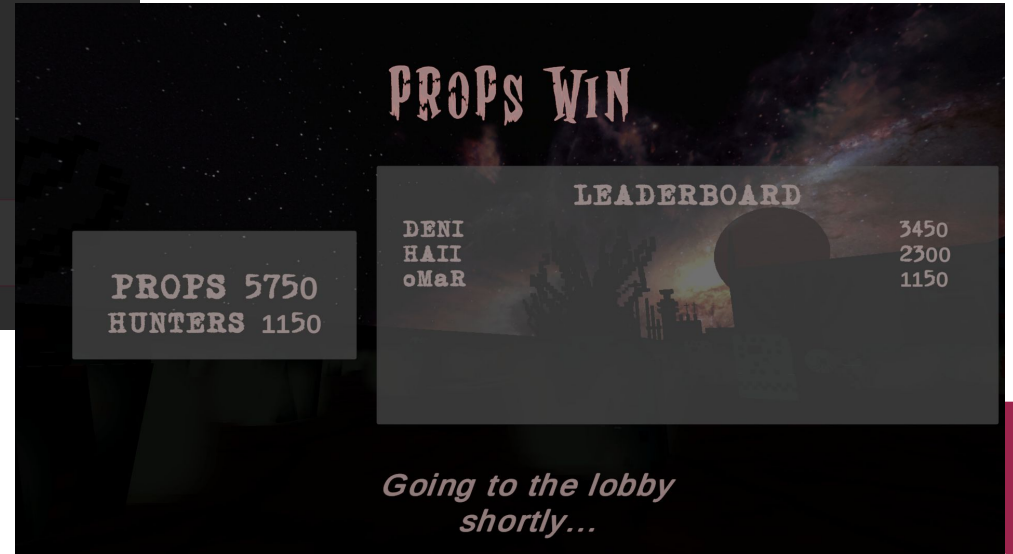 PROPS WIN
PROPS 5750
HUNTERS 1150
LEADERBOARD
DENI 3450
HAII 2300
oMaR 1150
Going to the lobby
shortly...